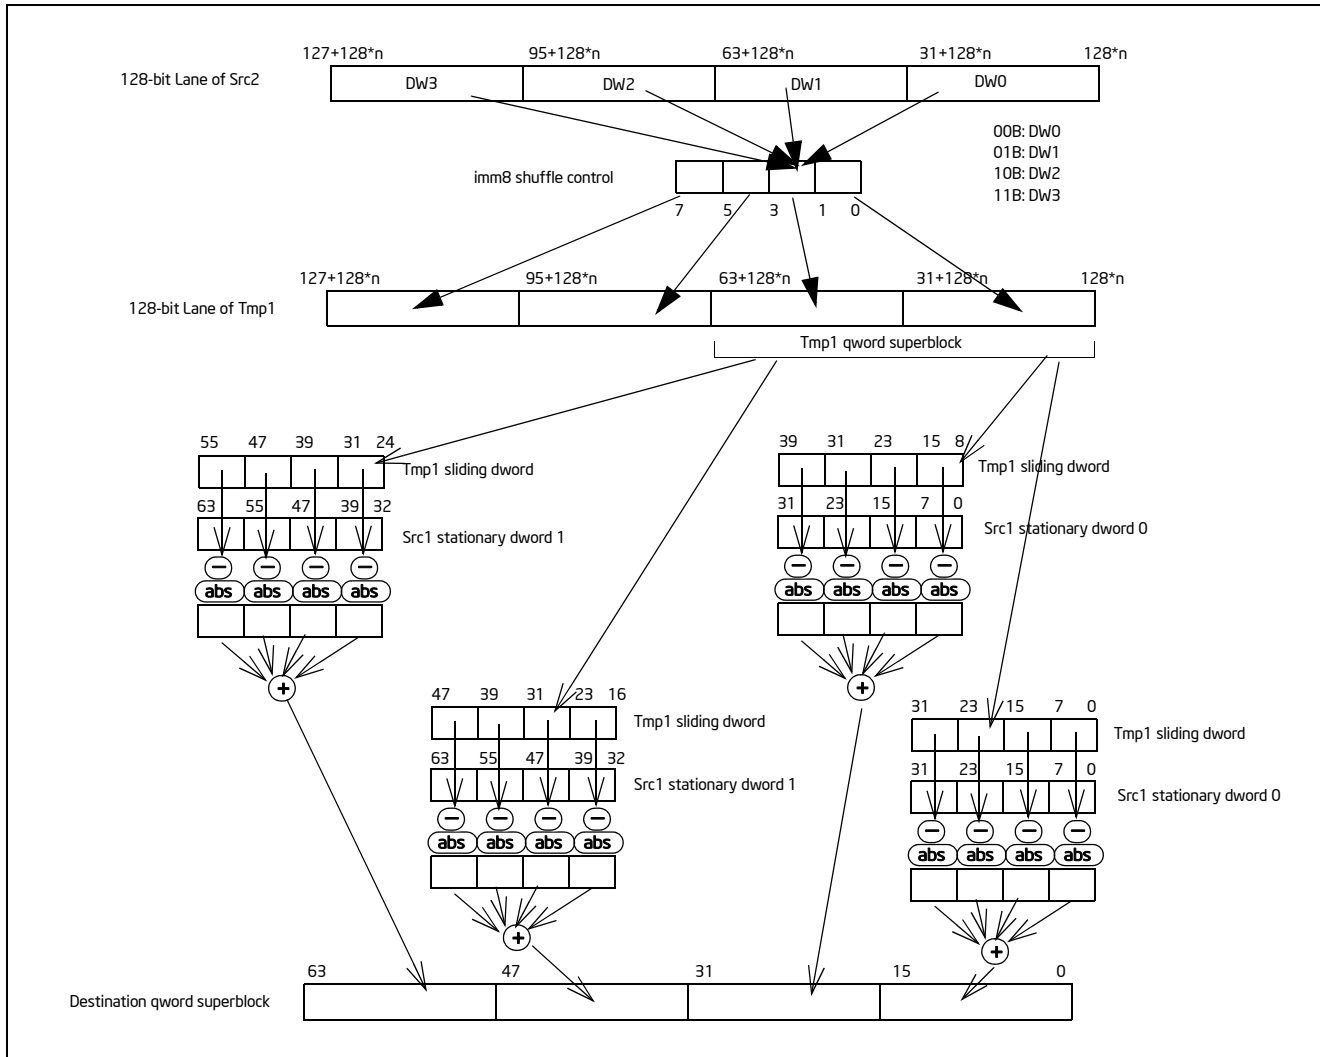 127+128*n 95+128*n 63+128*n 31+128*n 128*n
128-bit Lane of Src2
DW3 DW2 DW1 DW0
00B: DW0
01B: DW1
10B: DW2
11B: DW3
imm8 shuffle control
7 5 3 1 0
127+128*n 95+128*n 63+128*n 31+128*n 128*n
128-bit Lane of Tmp1
Tmp1 qword superblock
55 47 39 31 24
Tmp1 sliding dword
63 55 47 39 32
Src1 stationary dword 1
− − − −
abs abs abs abs
+
39 31 23 15 8
Tmp1 sliding dword
31 23 15 7 0
Src1 stationary dword 0
− − − −
abs abs abs abs
+
47 39 31 23 16
Tmp1 sliding dword
63 55 47 39 32
Src1 stationary dword 1
− − − −
abs abs abs abs
+
31 23 15 7 0
Tmp1 sliding dword
31 23 15 7 0
Src1 stationary dword 0
− − − −
abs abs abs abs
+
63 47 31 15 0
Destination qword superblock